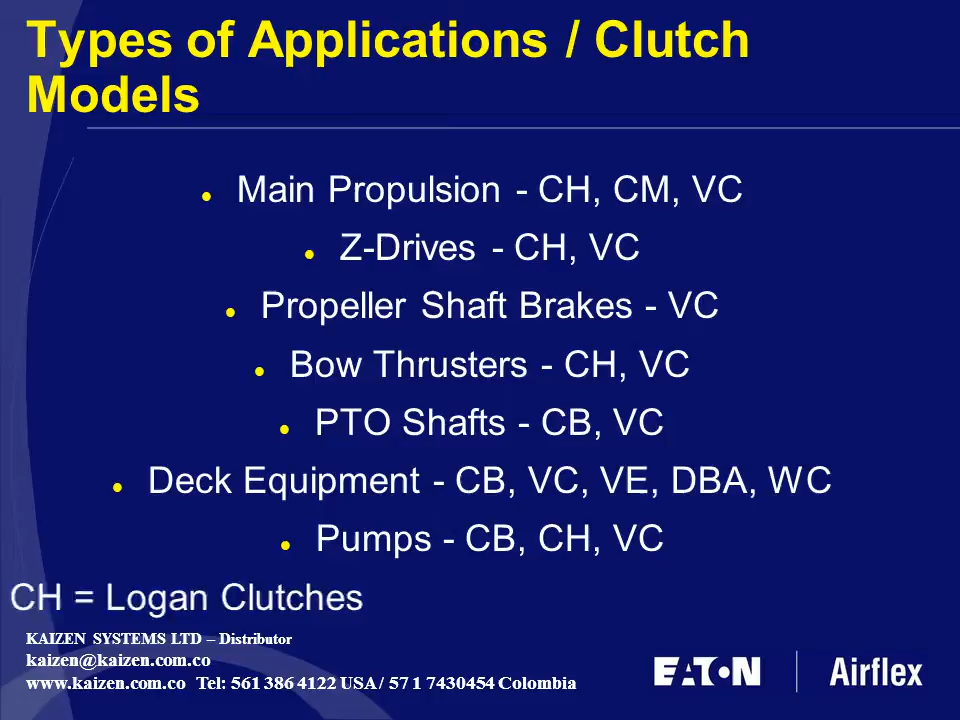 Types of Applications / Clutch
Models
● Main Propulsion - CH, CM, VC
● Z-Drives - CH, VC
● Propeller Shaft Brakes - VC
● Bow Thrusters - CH, VC
● PTO Shafts - CB, VC
● Deck Equipment - CB, VC, VE, DBA, WC
● Pumps - CB, CH, VC
CH = Logan Clutches
KAIZEN SYSTEMS LTD – Distributor
kaizen@kaizen.com.co
www.kaizen.com.co Tel: 561 386 4122 USA / 57 1 7430454 Colombia
EATON | Airflex